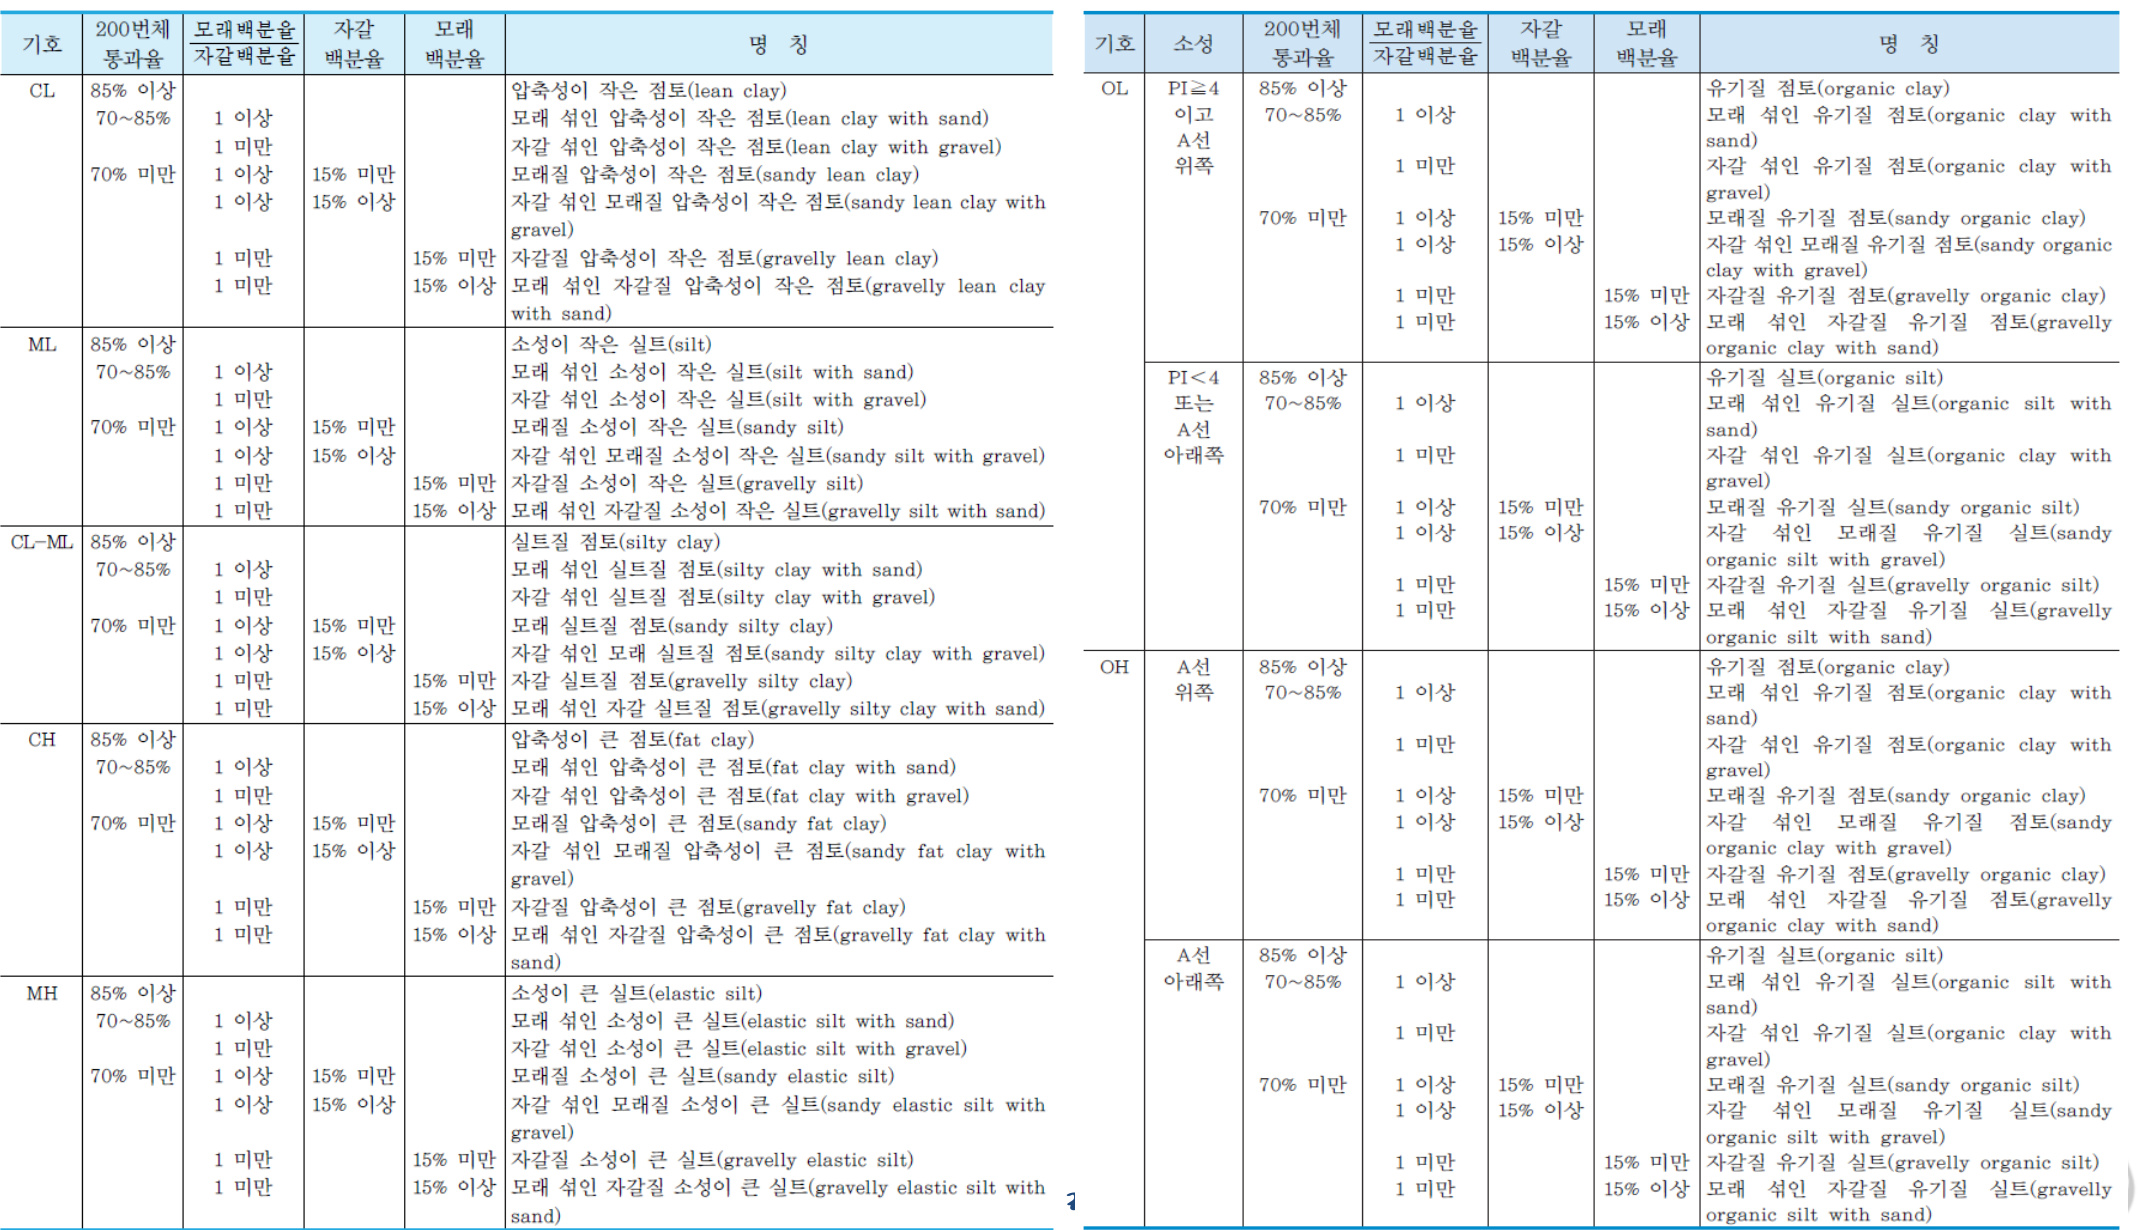 기호 200번체 통과율 모래백분율/자갈백분율 자갈 백분율 모래 백분율 명 칭
CL 85% 이상 압축성이 작은 점토(lean clay)
70~85% 1 이상 모래 섞인 압축성이 작은 점토(lean clay with sand)
1 미만 자갈 섞인 압축성이 작은 점토(lean clay with gravel)
70% 미만 1 이상 15% 미만 모래질 압축성이 작은 점토(sandy lean clay)
1 이상 15% 이상 자갈 섞인 모래질 압축성이 작은 점토(sandy lean clay with
gravel)
1 미만 15% 미만 자갈질 압축성이 작은 점토(gravelly lean clay)
1 미만 15% 이상 모래 섞인 자갈질 압축성이 작은 점토(gravelly lean clay
with sand)
ML 85% 이상 소성이 작은 실트(silt)
70~85% 1 이상 모래 섞인 소성이 작은 실트(silt with sand)
1 미만 자갈 섞인 소성이 작은 실트(silt with gravel)
70% 미만 1 이상 15% 미만 모래질 소성이 작은 실트(sandy silt)
1 이상 15% 이상 자갈 섞인 모래질 소성이 작은 실트(sandy silt with gravel)
1 미만 15% 미만 자갈질 소성이 작은 실트(gravelly silt)
1 미만 15% 이상 모래 섞인 자갈질 소성이 작은 실트(gravelly silt with sand)
CL-ML 85% 이상 실트질 점토(silty clay)
70~85% 1 이상 모래 섞인 실트질 점토(silty clay with sand)
1 미만 자갈 섞인 실트질 점토(silty clay with gravel)
70% 미만 1 이상 15% 미만 모래 실트질 점토(sandy silty clay)
1 이상 15% 이상 자갈 섞인 모래 실트질 점토(sandy silty clay with gravel)
1 미만 15% 미만 자갈 실트질 점토(gravelly silty clay)
1 미만 15% 이상 모래 섞인 자갈 실트질 점토(gravelly silty clay with sand)
CH 85% 이상 압축성이 큰 점토(fat clay)
70~85% 1 이상 모래 섞인 압축성이 큰 점토(fat clay with sand)
1 미만 자갈 섞인 압축성이 큰 점토(fat clay with gravel)
70% 미만 1 이상 15% 미만 모래질 압축성이 큰 점토(sandy fat clay)
1 이상 15% 이상 자갈 섞인 모래질 압축성이 큰 점토(sandy fat clay with
gravel)
1 미만 15% 미만 자갈질 압축성이 큰 점토(gravelly fat clay)
1 미만 15% 이상 모래 섞인 자갈질 압축성이 큰 점토(gravelly fat clay with
sand)
MH 85% 이상 소성이 큰 실트(elastic silt)
70~85% 1 이상 모래 섞인 소성이 큰 실트(elastic silt with sand)
1 미만 자갈 섞인 소성이 큰 실트(elastic silt with gravel)
70% 미만 1 이상 15% 미만 모래질 소성이 큰 실트(sandy elastic silt)
1 이상 15% 이상 자갈 섞인 모래질 소성이 큰 실트(sandy elastic silt with
gravel)
1 미만 15% 미만 자갈질 소성이 큰 실트(gravelly elastic silt)
1 미만 15% 이상 모래 섞인 자갈질 소성이 큰 실트(gravelly elastic silt with
sand)
기호 소성 200번체 통과율 모래백분율/자갈백분율 자갈 백분율 모래 백분율 명 칭
OL PI≧4 85% 이상 유기질 점토(organic clay)
이고 70~85% 1 이상 모래 섞인 유기질 점토(organic clay with
A선 sand)
위쪽 1 미만 자갈 섞인 유기질 점토(organic clay with
gravel)
70% 미만 1 이상 15% 미만 모래질 유기질 점토(sandy organic clay)
1 이상 15% 이상 자갈 섞인 모래질 유기질 점토(sandy organic
clay with gravel)
1 미만 15% 미만 자갈질 유기질 점토(gravelly organic clay)
1 미만 15% 이상 모래 섞인 자갈질 유기질 점토(gravelly
organic clay with sand)
PI<4 85% 이상 유기질 실트(organic silt)
또는 70~85% 1 이상 모래 섞인 유기질 실트(organic silt with
A선 sand)
아래쪽 1 미만 자갈 섞인 유기질 실트(organic clay with
gravel)
70% 미만 1 이상 15% 미만 모래질 유기질 실트(sandy organic silt)
1 이상 15% 이상 자갈 섞인 모래질 유기질 실트(sandy
organic silt with gravel)
1 미만 15% 미만 자갈질 유기질 실트(gravelly organic silt)
1 미만 15% 이상 모래 섞인 자갈질 유기질 실트(gravelly
organic silt with sand)
OH A선 85% 이상 유기질 점토(organic clay)
위쪽 70~85% 1 이상 모래 섞인 유기질 점토(organic clay with
sand)
1 미만 자갈 섞인 유기질 점토(organic clay with
gravel)
70% 미만 1 이상 15% 미만 모래질 유기질 점토(sandy organic clay)
1 이상 15% 이상 자갈 섞인 모래질 유기질 점토(sandy
organic clay with gravel)
1 미만 15% 미만 자갈질 유기질 점토(gravelly organic clay)
1 미만 15% 이상 모래 섞인 자갈질 유기질 점토(gravelly
organic clay with sand)
A선 85% 이상 유기질 실트(organic silt)
아래쪽 70~85% 1 이상 모래 섞인 유기질 실트(organic silt with
sand)
1 미만 자갈 섞인 유기질 실트(organic clay with
gravel)
70% 미만 1 이상 15% 미만 모래질 유기질 실트(sandy organic silt)
1 이상 15% 이상 자갈 섞인 모래질 유기질 실트(sandy
organic silt with gravel)
1 미만 15% 미만 자갈질 유기질 실트(gravelly organic silt)
1 미만 15% 이상 모래 섞인 자갈질 유기질 실트(gravelly
organic silt with sand)